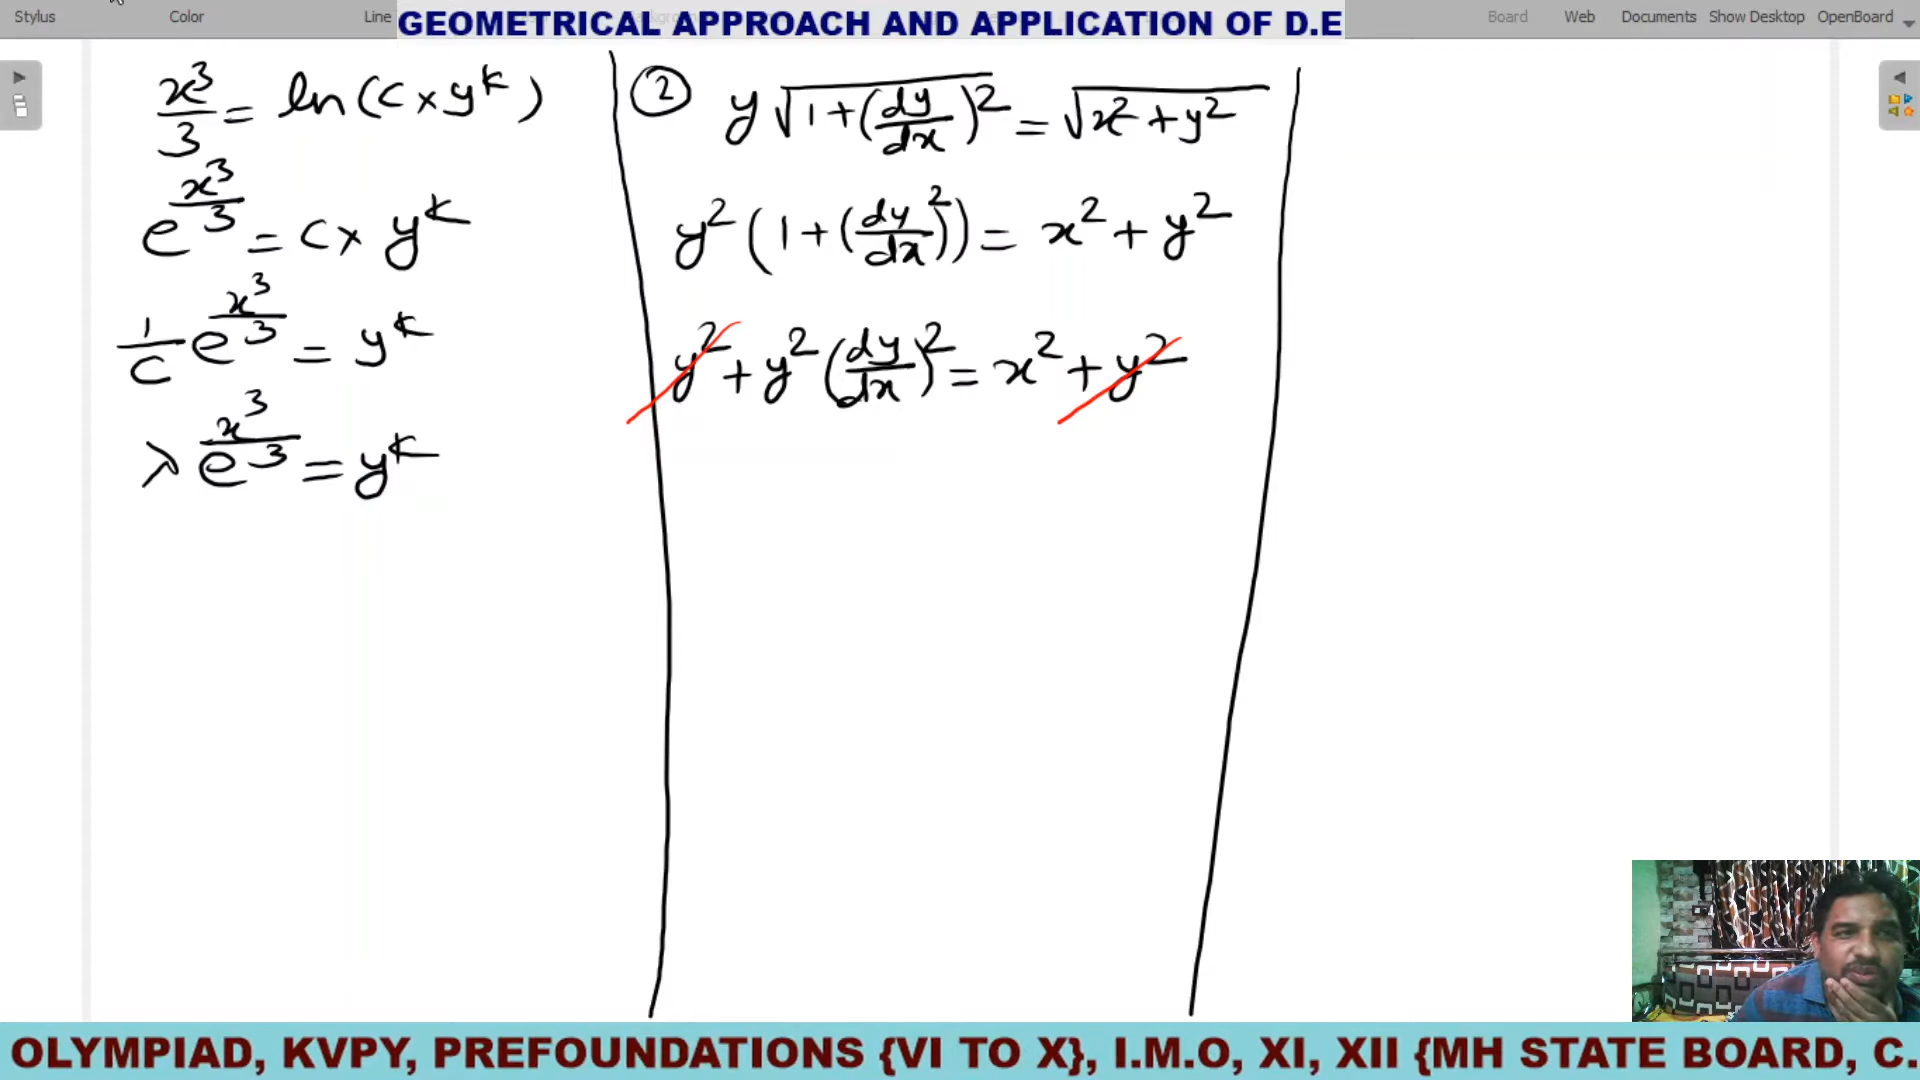 Stylus Color Line Board Web Documents Show Desktop OpenBoard
GEOMETRICAL APPROACH AND APPLICATION OF D.E
x³/3 = ln(c x y^k)
e^(x³/3) = c x y^k
1/c e^(x³/3) = y^k
λ e^(x³/3) = y^k
② y√(1+(dy/dx)²) = √(x²+y²)
y²(1+(dy/dx)²) = x²+y²
y²+y²(dy/dx)² = x²+y²
OLYMPIAD, KVPY, PREFOUNDATIONS {VI TO X}, I.M.O, XI, XII {MH STATE BOARD, C.